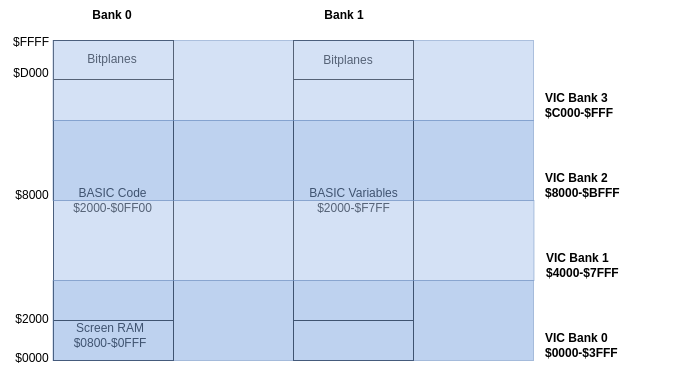 Bank 0
Bank 1
$FFFF
Bitplanes
Bitplanes
$D000
VIC Bank 3
$C000-$FFF
VIC Bank 2
$8000-$BFFF
$8000
BASIC Code
$2000-$0FF00
BASIC Variables
$2000-$F7FF
VIC Bank 1
$4000-$7FFF
$2000
Screen RAM
$0800-$0FFF
VIC Bank 0
$0000-$3FFF
$0000